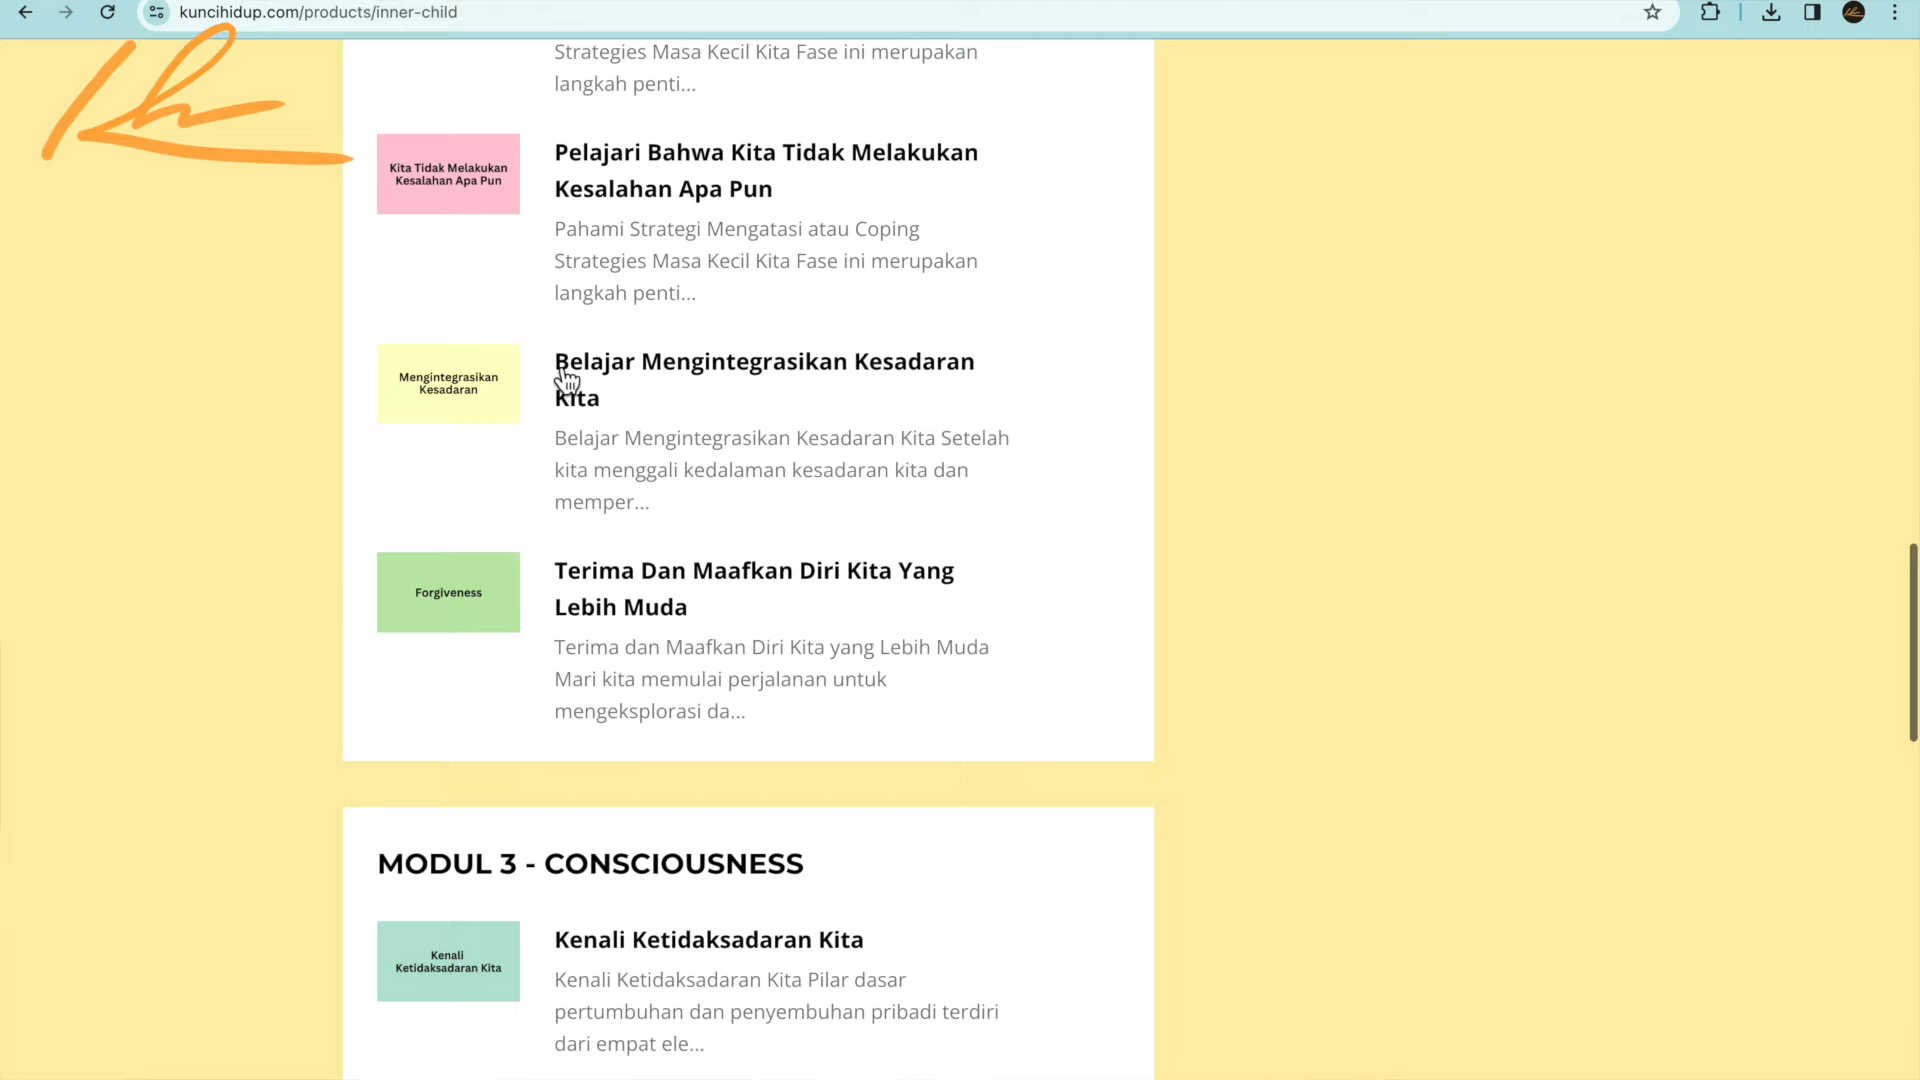 kuncihidup.com/products/inner-child
Strategies Masa Kecil Kita Fase ini merupakan
langkah penti...
Kita Tidak Melakukan
Kesalahan Apa Pun
Pelajari Bahwa Kita Tidak Melakukan
Kesalahan Apa Pun
Pahami Strategi Mengatasi atau Coping
Strategies Masa Kecil Kita Fase ini merupakan
langkah penti...
Mengintegrasikan
Kesadaran
Belajar Mengintegrasikan Kesadaran
Kita
Belajar Mengintegrasikan Kesadaran Kita Setelah
kita menggali kedalaman kesadaran kita dan
memper...
Forgiveness
Terima Dan Maafkan Diri Kita Yang
Lebih Muda
Terima dan Maafkan Diri Kita yang Lebih Muda
Mari kita memulai perjalanan untuk
mengeksplorasi da...
MODUL 3 - CONSCIOUSNESS
Kenali
Ketidaksadaran Kita
Kenali Ketidaksadaran Kita
Kenali Ketidaksadaran Kita Pilar dasar
pertumbuhan dan penyembuhan pribadi terdiri
dari empat ele...